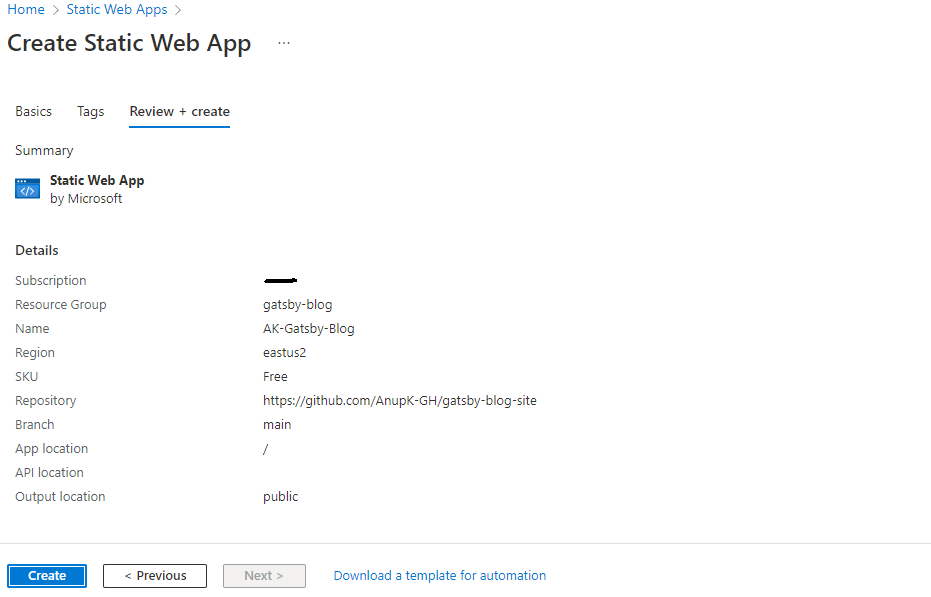 Home > Static Web Apps >
Create Static Web App ...
Basics Tags Review + create
Summary
Static Web App
by Microsoft
Details
Subscription
Resource Group gatsby-blog
Name AK-Gatsby-Blog
Region eastus2
SKU Free
Repository https://github.com/AnupK-GH/gatsby-blog-site
Branch main
App location /
API location
Output location public
Create < Previous Next > Download a template for automation